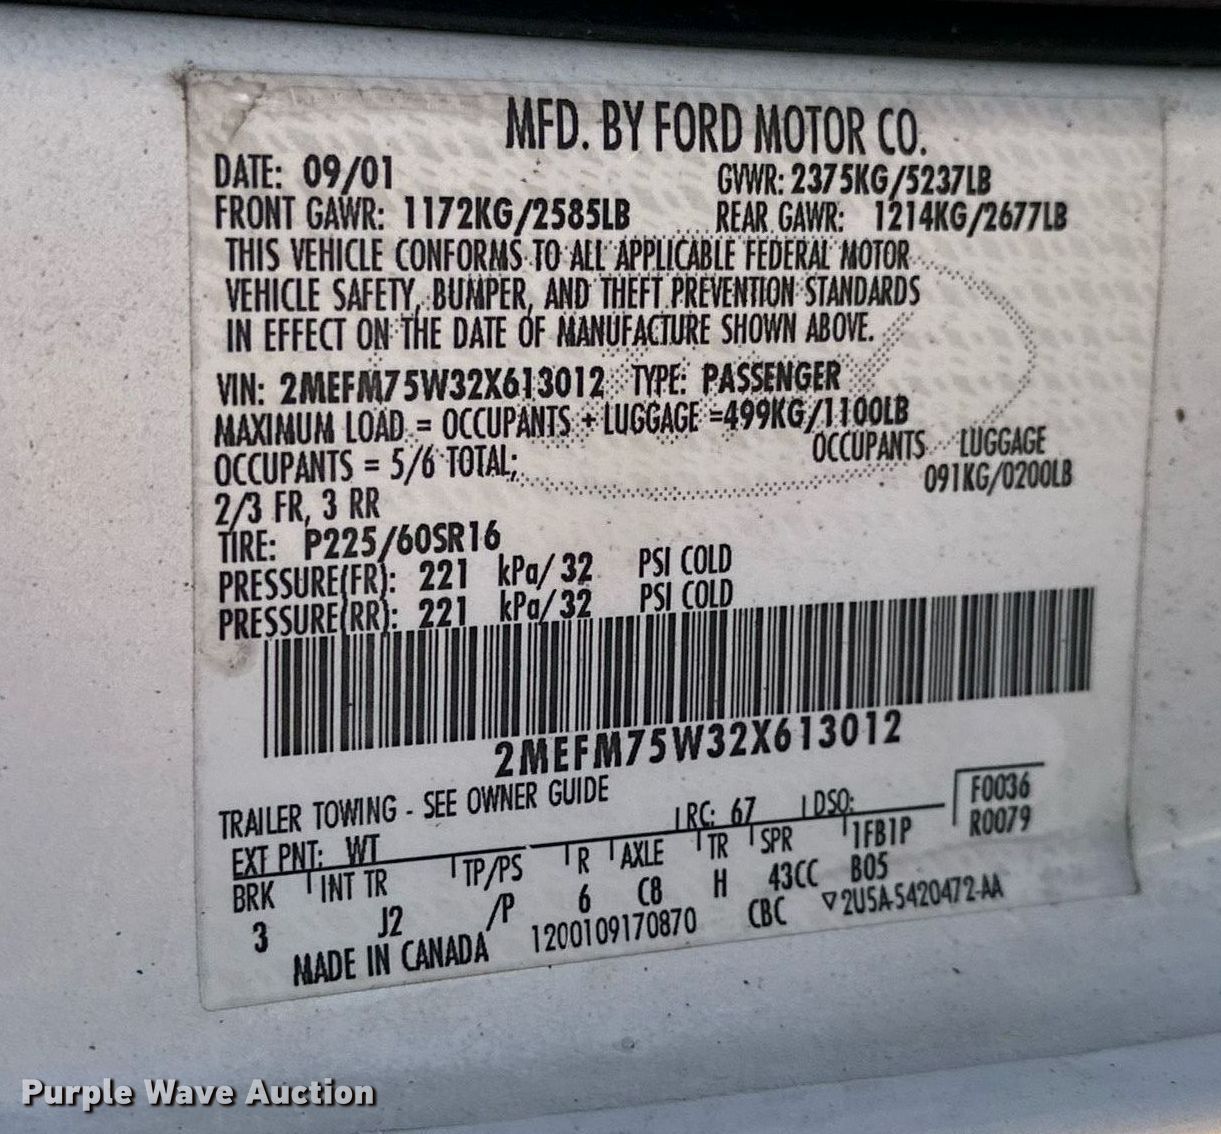 MFD. BY FORD MOTOR CO.
DATE: 09/01 GVWR: 2375KG/5237LB
FRONT GAWR: 1172KG/2585LB REAR GAWR: 1214KG/2677LB
THIS VEHICLE CONFORMS TO ALL APPLICABLE FEDERAL MOTOR
VEHICLE SAFETY, BUMPER, AND THEFT PREVENTION STANDARDS
IN EFFECT ON THE DATE OF MANUFACTURE SHOWN ABOVE.
VIN: 2MEFM75W32X613012 TYPE: PASSENGER
MAXIMUM LOAD = OCCUPANTS + LUGGAGE =499KG/1100LB
OCCUPANTS = 5/6 TOTAL; OCCUPANTS LUGGAGE
2/3 FR, 3 RR 091KG/0200LB
TIRE: P225/60SR16
PRESSURE(FR): 221 kPa/32 PSI COLD
PRESSURE(RR): 221 kPa/32 PSI COLD
2MEFM75W32X613012
TRAILER TOWING - SEE OWNER GUIDE
EXT PNT: WT RC: 67 DSO: F0036
BRK INT TR TP/PS R AXLE TR SPR 1FB1P R0079
3 J2 /P 6 C8 H 43CC B05
MADE IN CANADA 1200109170870 CBC ▽2U5A-5420472-AA
Purple Wave Auction